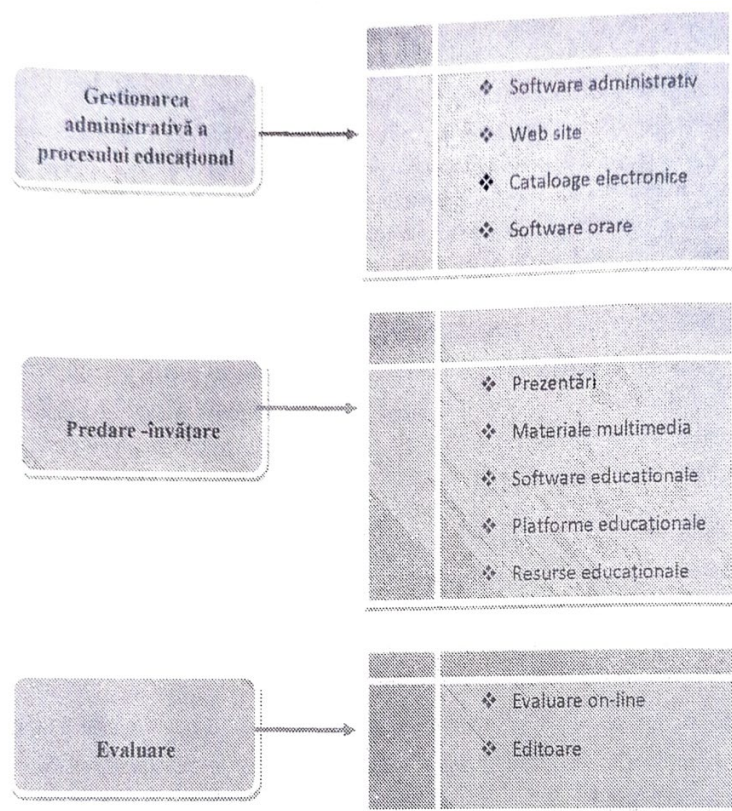 Gestionarea
administrativă a
procesului educațional
❖ Software administrativ
❖ Web site
❖ Cataloage electronice
❖ Software orare
Predare -învățare
❖ Prezentări
❖ Materiale multimedia
❖ Software educaționale
❖ Platforme educaționale
❖ Resurse educaționale
Evaluare
❖ Evaluare on-line
❖ Editoare